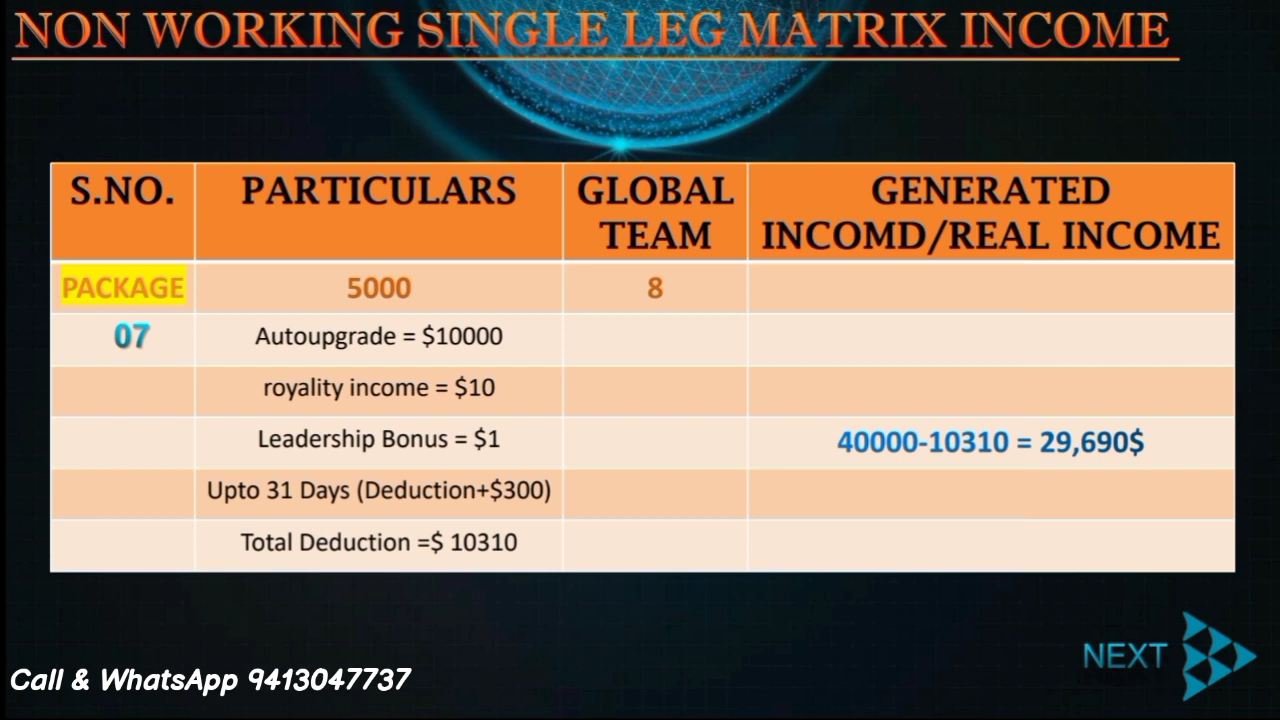 NON WORKING SINGLE LEG MATRIX INCOME
S.NO. PARTICULARS GLOBAL TEAM GENERATED INCOMD/REAL INCOME
PACKAGE 5000 8
07 Autoupgrade = $10000
royality income = $10
Leadership Bonus = $1 40000-10310 = 29,690$
Upto 31 Days (Deduction+$300)
Total Deduction =$ 10310
NEXT
Call & WhatsApp 9413047737